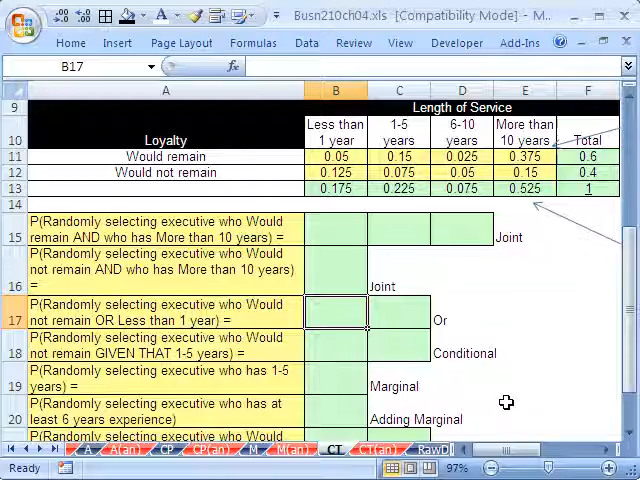 Busn210ch04.xls [Compatibility Mode] - M...
Home Insert Page Layout Formulas Data View Developer Add-Ins
B17 fx
A B C D E F
9 Length of Service
10 Loyalty Less than 1 year 1-5 years 6-10 years More than 10 years Total
11 Would remain 0.05 0.15 0.025 0.375 0.6
12 Would not remain 0.125 0.075 0.05 0.15 0.4
13 0.175 0.225 0.075 0.525 1
14
P(Randomly selecting executive who Would
15 remain AND who has More than 10 years) = Joint
P(Randomly selecting executive who Would
not remain AND who has More than 10 years)
16 = Joint
P(Randomly selecting executive who Would
17 not remain OR Less than 1 year) = Or
P(Randomly selecting executive who Would
18 not remain GIVEN THAT 1-5 years) = Conditional
P(Randomly selecting executive who has 1-5
19 years) = Marginal
P(Randomly selecting executive who has at
20 least 6 years experience) Adding Marginal
P(Randomly selecting executive who Would
A A(an) CP CP(an) M M(an) CT CT(an) RawD
Ready 97%